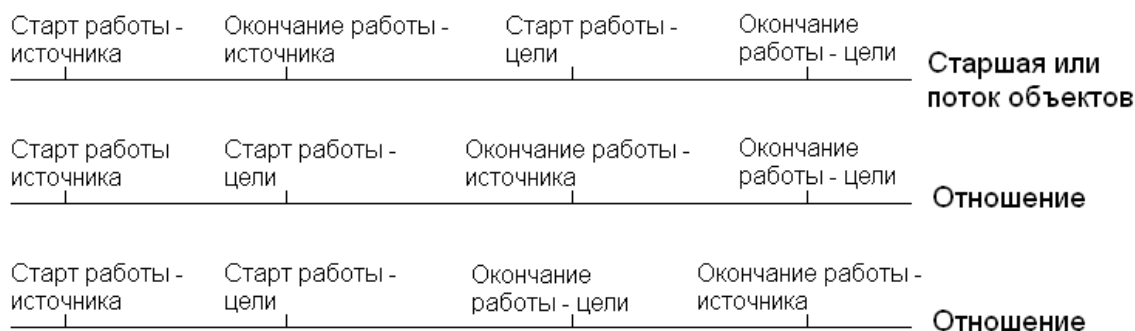 Старт работы - Окончание работы - Старт работы - Окончание
источника источника цели работы - цели
Старшая или
поток объектов
Старт работы Старт работы - Окончание работы - Окончание
источника цели источника работы - цели
Отношение
Старт работы - Старт работы - Окончание Окончание работы -
источника цели работы - цели источника
Отношение